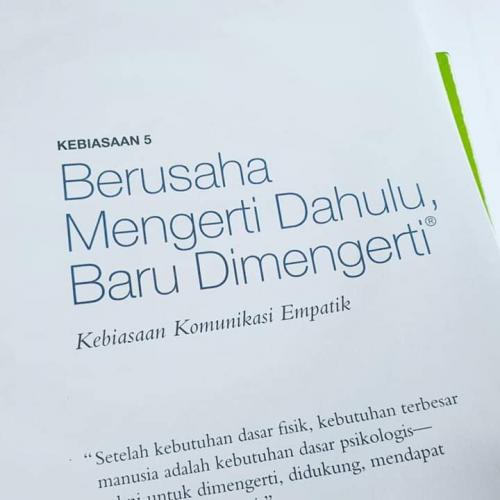 KEBIASAAN 5
Berusaha
Mengerti Dahulu,
Baru Dimengerti®
Kebiasaan Komunikasi Empatik
“Setelah kebutuhan dasar fisik, kebutuhan terbesar
manusia adalah kebutuhan dasar psikologis—
untuk dimengerti, didukung, mendapat